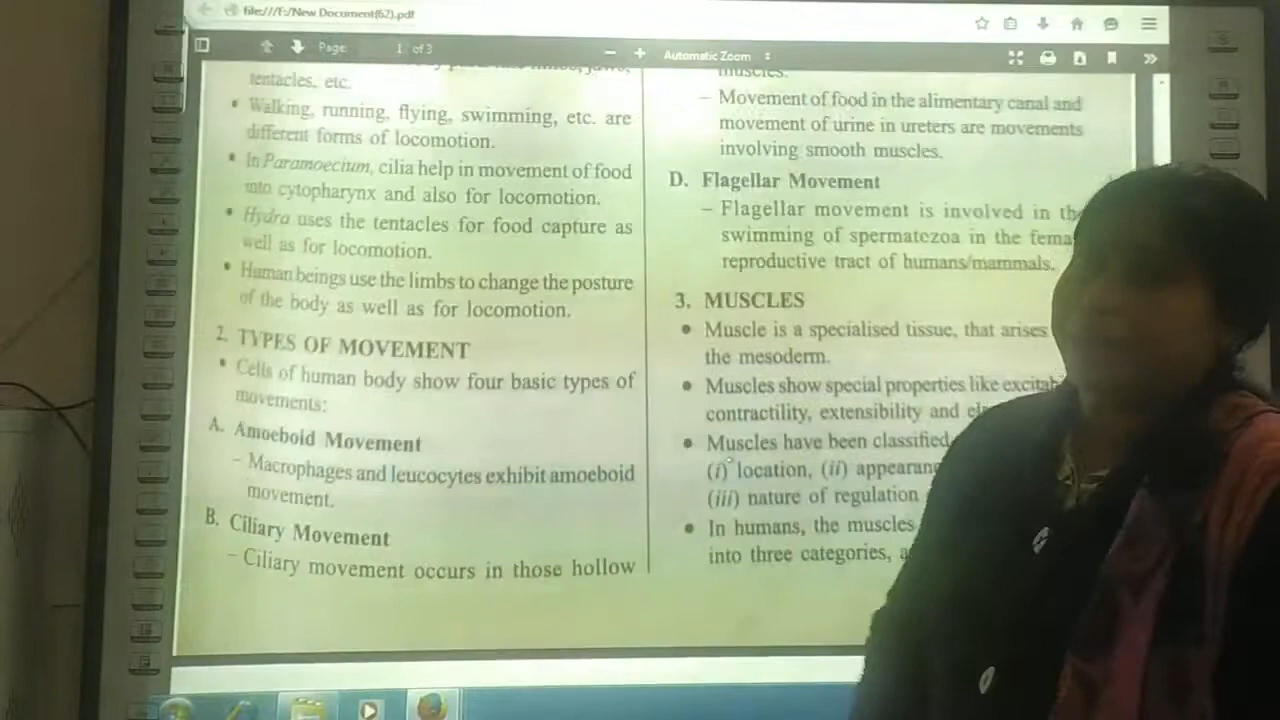 file:///F:/New Document(62).pdf
Page: 1 of 3
Automatic Zoom
tentacles, etc.
• Walking, running, flying, swimming, etc. are
different forms of locomotion.
• In Paramoecium, cilia help in movement of food
into cytopharynx and also for locomotion.
• Hydra uses the tentacles for food capture as
well as for locomotion.
• Human beings use the limbs to change the posture
of the body as well as for locomotion.
2. TYPES OF MOVEMENT
• Cells of human body show four basic types of
movements:
A. Amoeboid Movement
– Macrophages and leucocytes exhibit amoeboid
movement.
B. Ciliary Movement
– Ciliary movement occurs in those hollow
muscles.
– Movement of food in the alimentary canal and
movement of urine in ureters are movements
involving smooth muscles.
D. Flagellar Movement
– Flagellar movement is involved in th
swimming of spermatozoa in the fema
reproductive tract of humans/mammals.
3. MUSCLES
• Muscle is a specialised tissue, that arises
the mesoderm.
• Muscles show special properties like excitab
contractility, extensibility and ela
• Muscles have been classified
(i) location, (ii) appearan
(iii) nature of regulation
• In humans, the muscles
into three categories, a